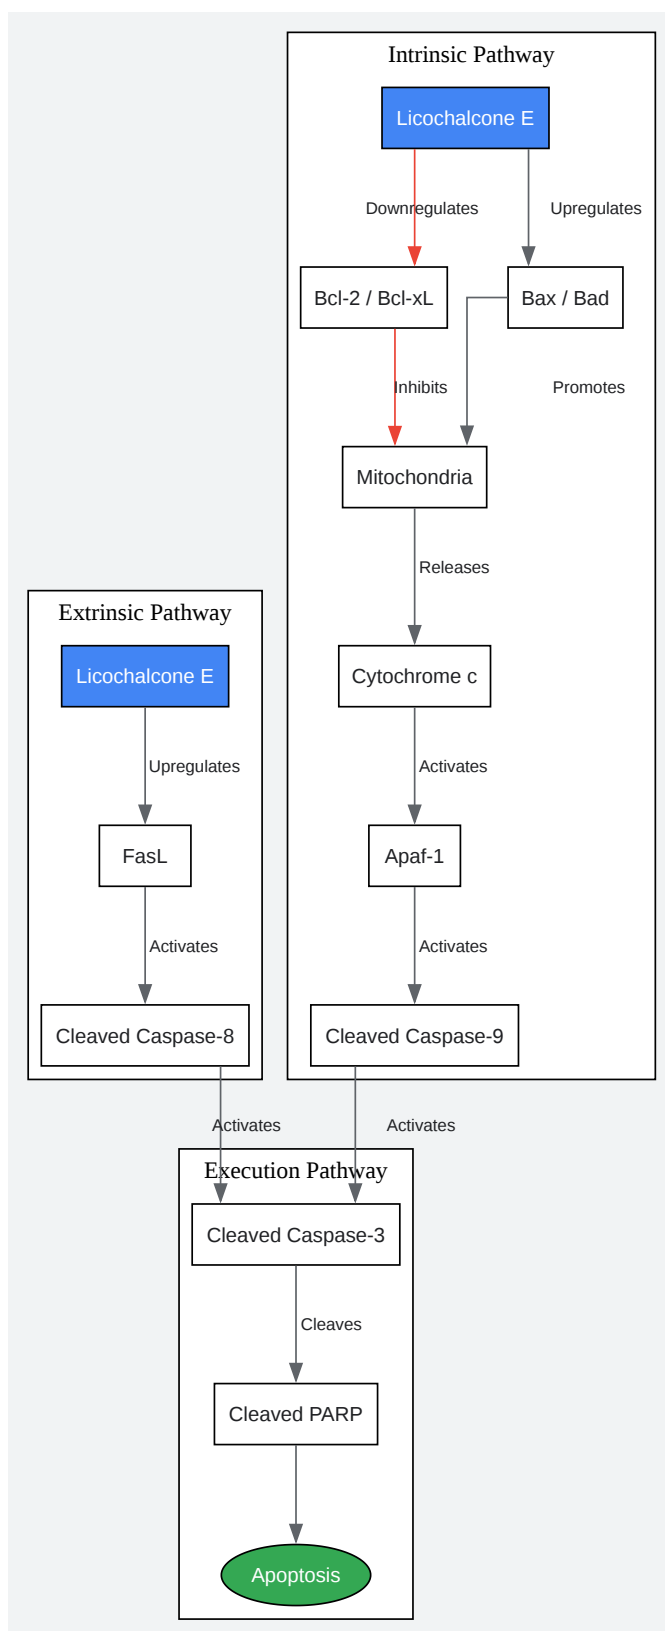 Intrinsic Pathway
Licochalcone E
Downregulates
Upregulates
Bcl-2 / Bcl-xL
Bax / Bad
Inhibits
Promotes
Mitochondria
Releases
Cytochrome c
Activates
Apaf-1
Activates
Cleaved Caspase-9
Extrinsic Pathway
Licochalcone E
Upregulates
FasL
Activates
Cleaved Caspase-8
Activates
Activates
Execution Pathway
Cleaved Caspase-3
Cleaves
Cleaved PARP
Apoptosis